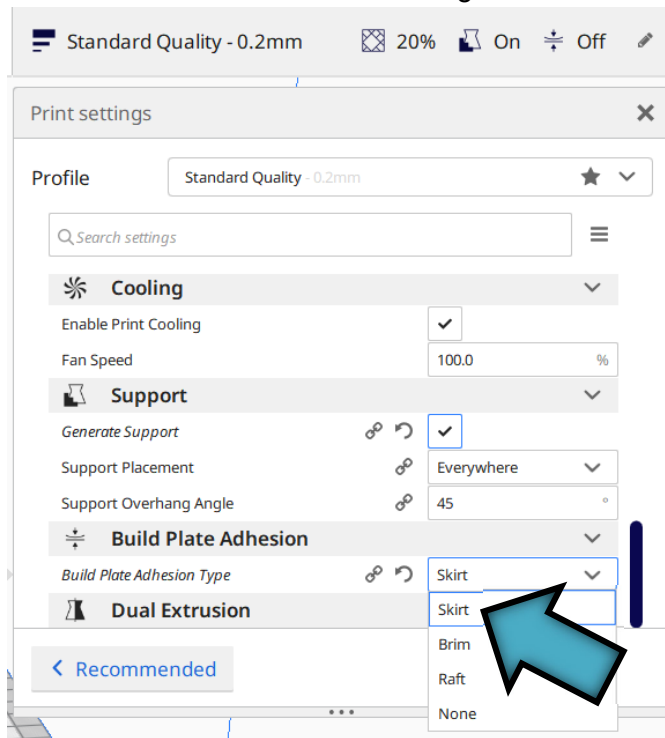 Standard Quality - 0.2mm 20% On Off
Print settings
Profile Standard Quality - 0.2mm
Search settings
Cooling
Enable Print Cooling
Fan Speed 100.0 %
Support
Generate Support
Support Placement Everywhere
Support Overhang Angle 45 °
Build Plate Adhesion
Build Plate Adhesion Type Skirt
Dual Extrusion Skirt
Brim
Raft
< Recommended
None